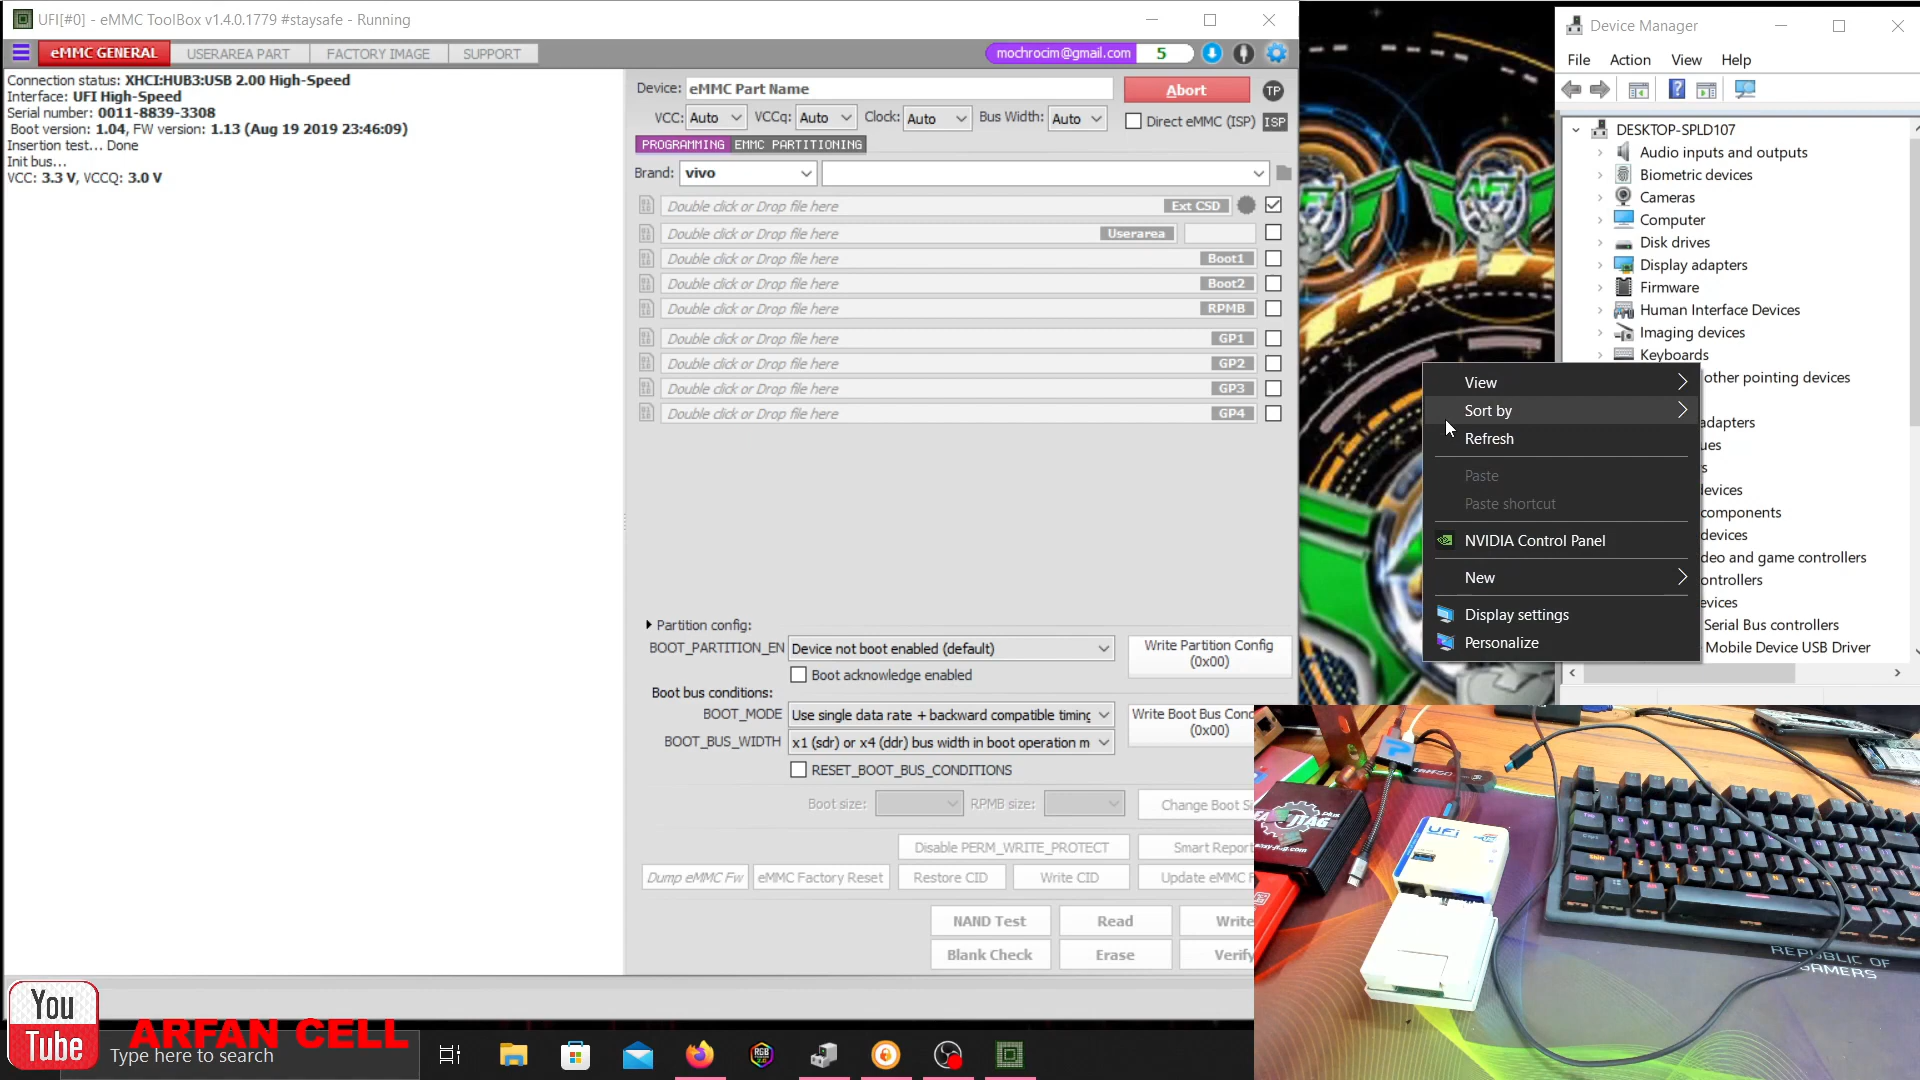 UFI[#0] - eMMC ToolBox v1.4.0.1779 #staysafe - Running
eMMC GENERAL
USERAREA PART
FACTORY IMAGE
SUPPORT
mochrocim@gmail.com
5
Connection status: XHCI:HUB3:USB 2.00 High-Speed
Interface: UFI High-Speed
Serial number: 0011-8839-3308
Boot version: 1.04, FW version: 1.13 (Aug 19 2019 23:46:09)
Insertion test... Done
Init bus...
VCC: 3.3 V, VCCQ: 3.0 V
Device: eMMC Part Name
Abort
TP
VCC: Auto VCCq: Auto Clock: Auto Bus Width: Auto Direct eMMC (ISP) ISP
PROGRAMMING EMMC PARTITIONING
Brand: vivo
Double click or Drop file here Ext CSD
Double click or Drop file here Userarea
Double click or Drop file here Boot1
Double click or Drop file here Boot2
Double click or Drop file here RPMB
Double click or Drop file here GP1
Double click or Drop file here GP2
Double click or Drop file here GP3
Double click or Drop file here GP4
Partition config:
BOOT_PARTITION_EN Device not boot enabled (default)
Write Partition Config
(0x00)
Boot acknowledge enabled
Boot bus conditions:
BOOT_MODE Use single data rate + backward compatible timing
Write Boot Bus Cond
(0x00)
BOOT_BUS_WIDTH x1 (sdr) or x4 (ddr) bus width in boot operation m
RESET_BOOT_BUS_CONDITIONS
Boot size: RPMB size: Change Boot Si
Disable PERM_WRITE_PROTECT Smart Report
Dump eMMC Fw eMMC Factory Reset Restore CID Write CID Update eMMC F
NAND Test Read Write
Blank Check Erase Verify
Device Manager
File Action View Help
DESKTOP-SPLD107
Audio inputs and outputs
Biometric devices
Cameras
Computer
Disk drives
Display adapters
Firmware
Human Interface Devices
Imaging devices
Keyboards
other pointing devices
adapters
ues
s
devices
components
devices
deo and game controllers
ontrollers
evices
Serial Bus controllers
Mobile Device USB Driver
View
Sort by
Refresh
Paste
Paste shortcut
NVIDIA Control Panel
New
Display settings
Personalize
JTAG
plus
UFi
REPUBLIC OF
GAMERS
You
Tube
ARFAN CELL
Type here to search
RGB